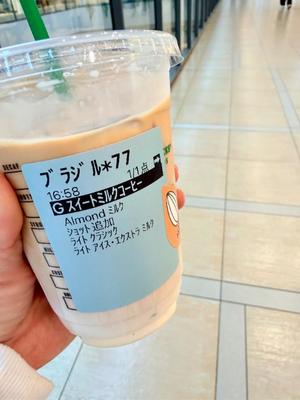 ブラジル*77
16:58 1/1点
G スイートミルクコーヒー
Almond ミルク
ショット追加
ライト クラシック
ライト アイス・エクストラ ミルク
DECAF